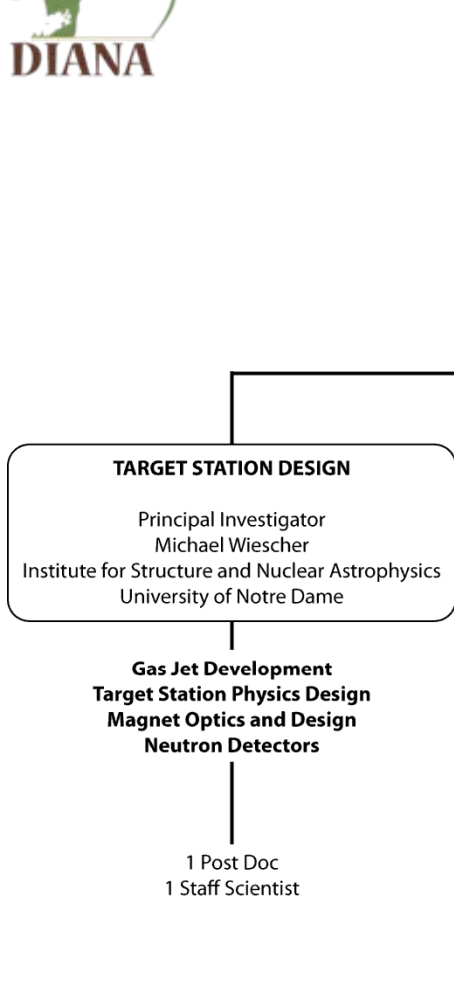 DIANA
TARGET STATION DESIGN
Principal Investigator
Michael Wiescher
Institute for Structure and Nuclear Astrophysics
University of Notre Dame
Gas Jet Development
Target Station Physics Design
Magnet Optics and Design
Neutron Detectors
1 Post Doc
1 Staff Scientist